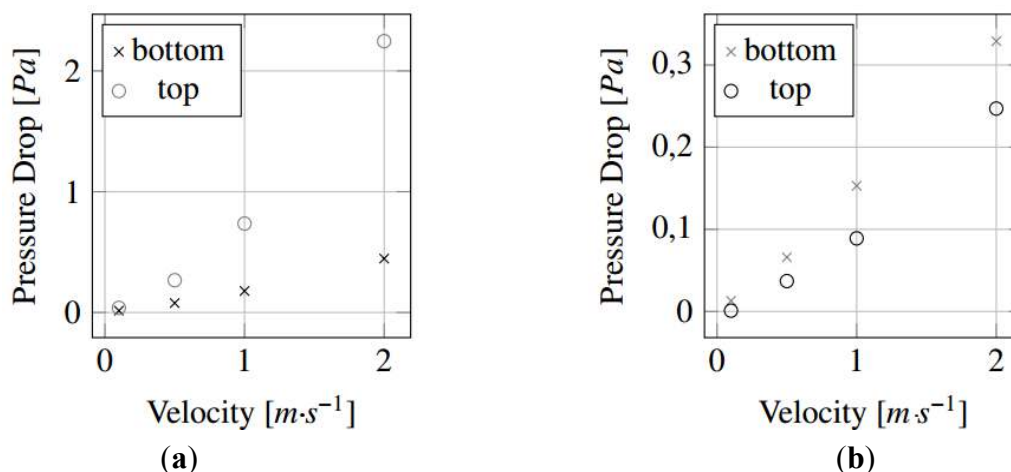 bottom
top
2
1
0
0
1
2
Pressure Drop [Pa]
Velocity [m·s⁻¹]
(a)
bottom
top
0,3
0,2
0,1
0
0
1
2
Pressure Drop [Pa]
Velocity [m·s⁻¹]
(b)